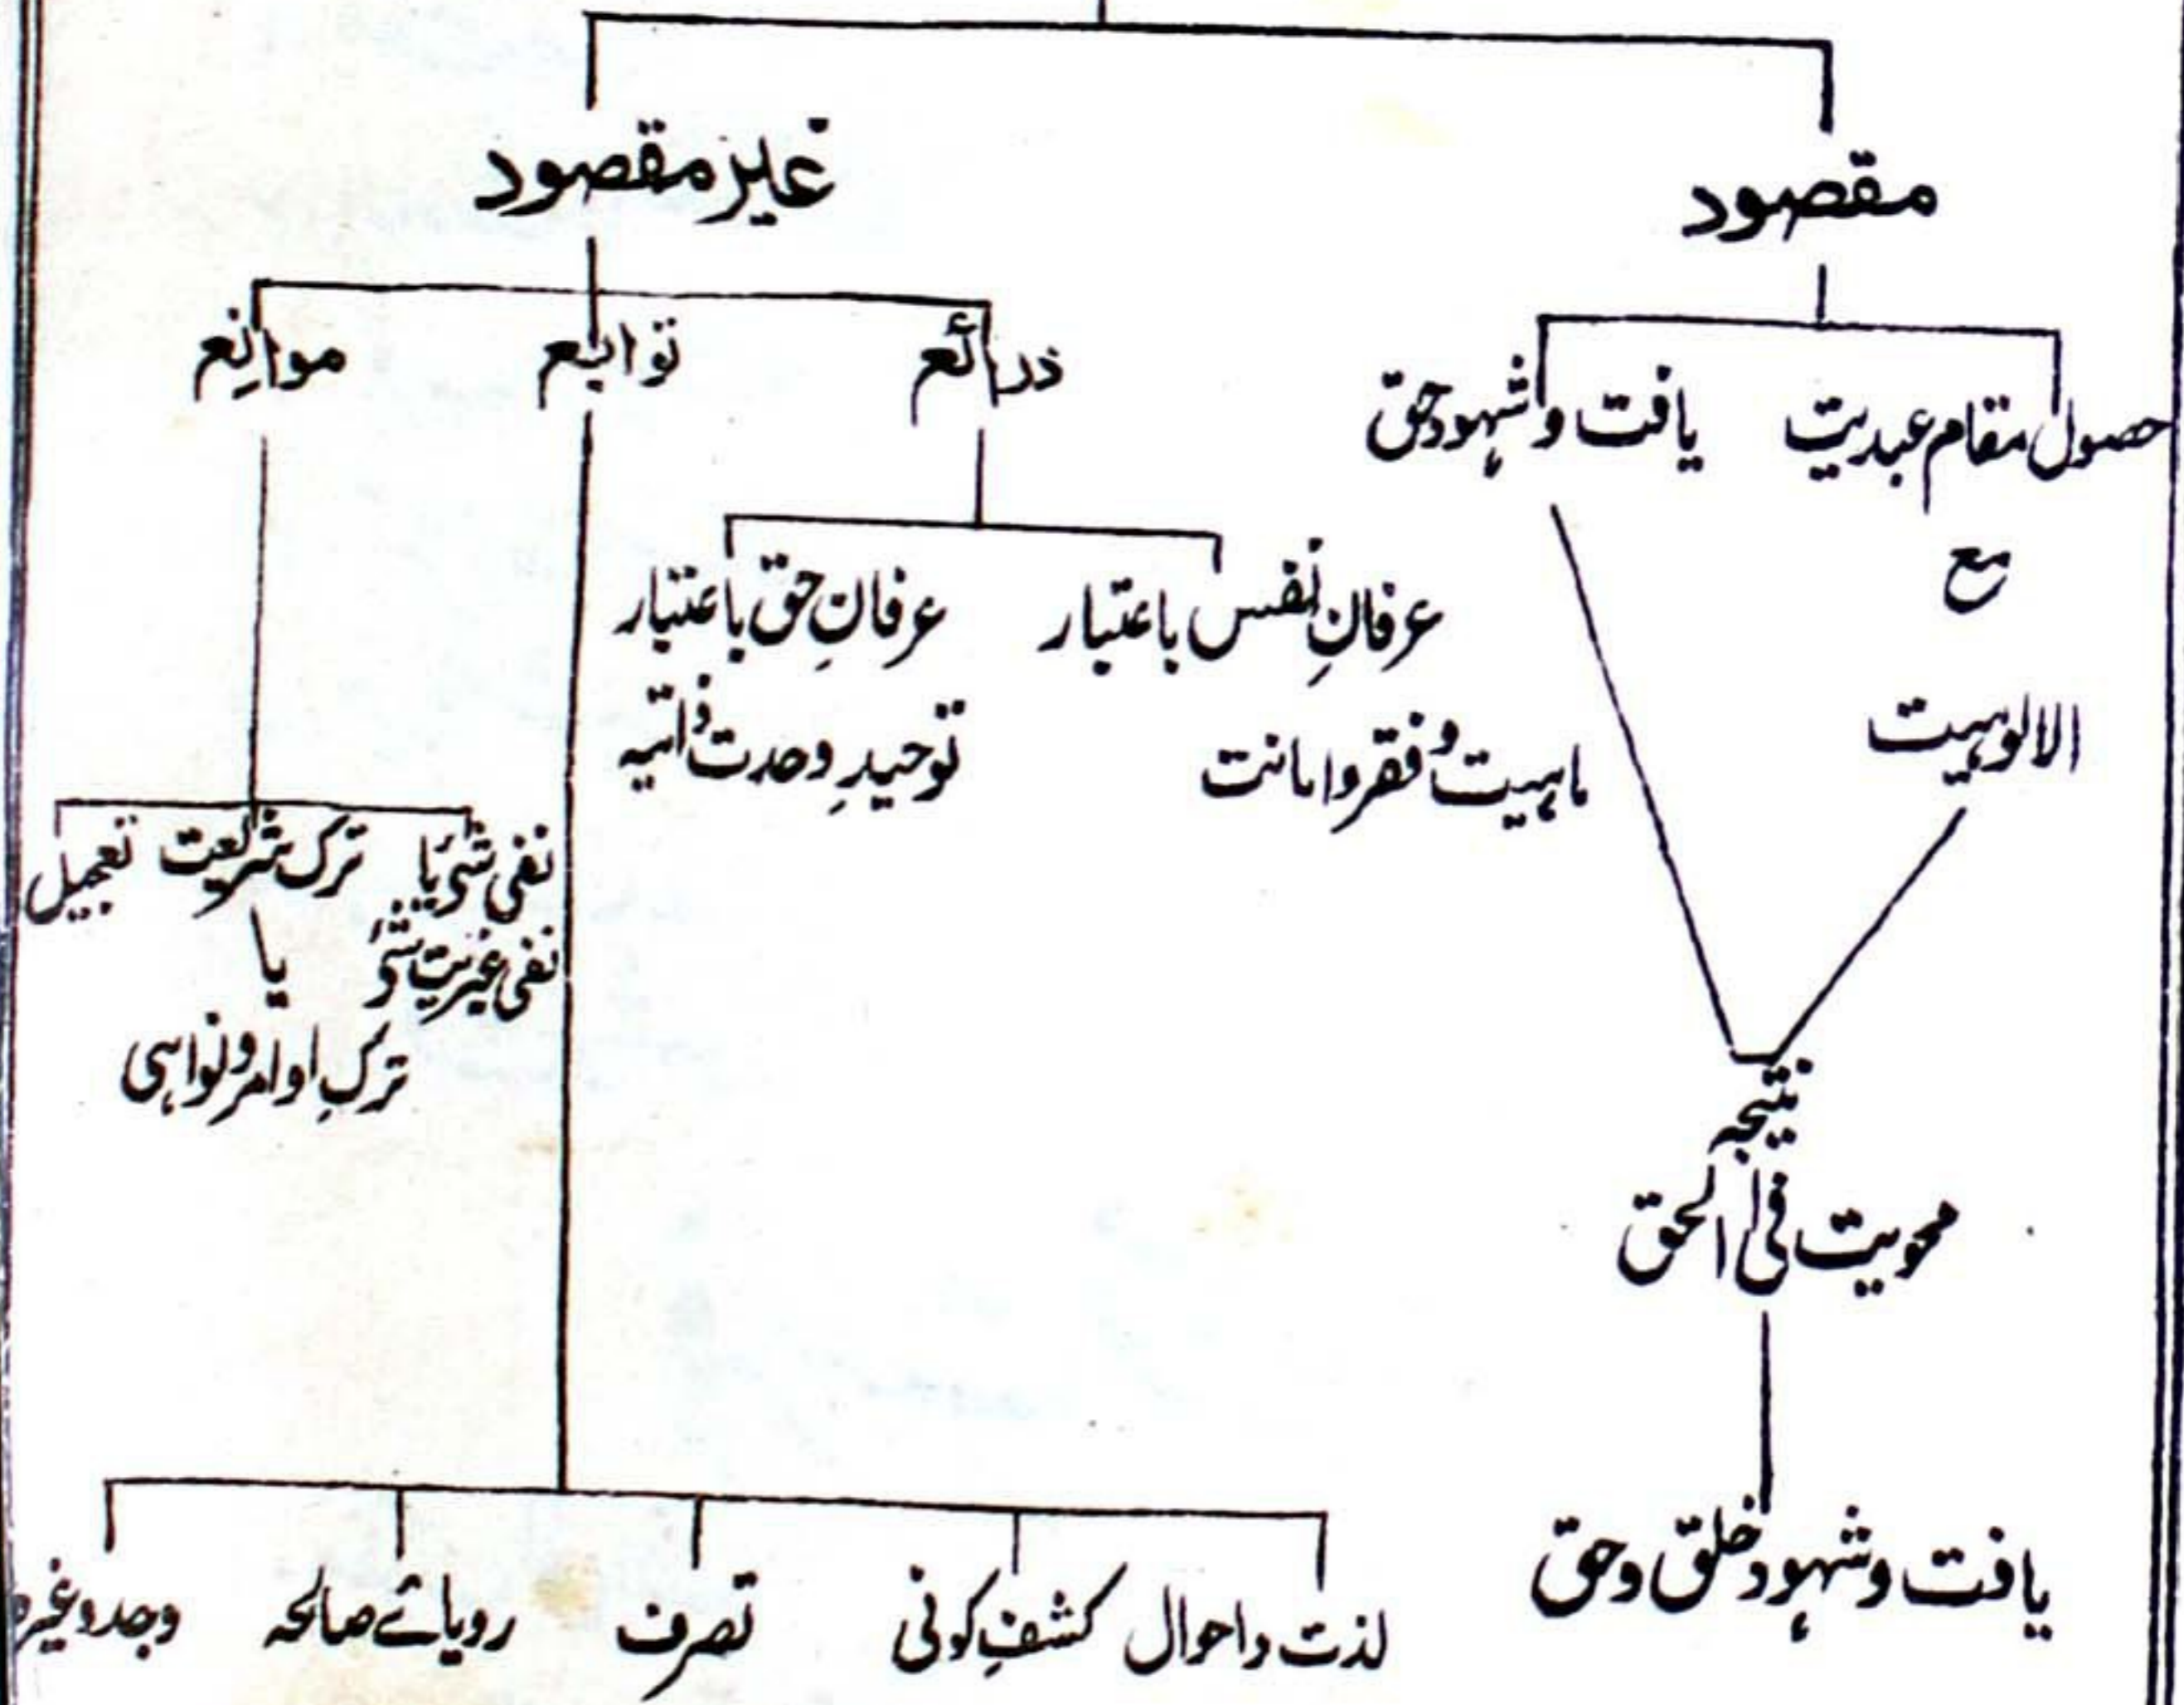 مقصود
غیر مقصود
حصول مقام عبدیت
مع
الالوہیت
یافت و شہود حق
نتیجہ
محویت فی الحق
یافت و شہود خلق و حق
ذرائع
توابع
موانع
عرفانِ نفس باعتبار
ماہیت و فقر و امانت
عرفانِ حق باعتبار
توحیدِ وحدت ذاتیہ
نفی شئ یا
نفی غیریتِ شئ
ترک شریعت
یا
ترکِ اوامر و نواہی
تعجیل
لذت و احوال
کشفِ کونی
تصرف
رویائے صالحہ
وجد وغیرہ